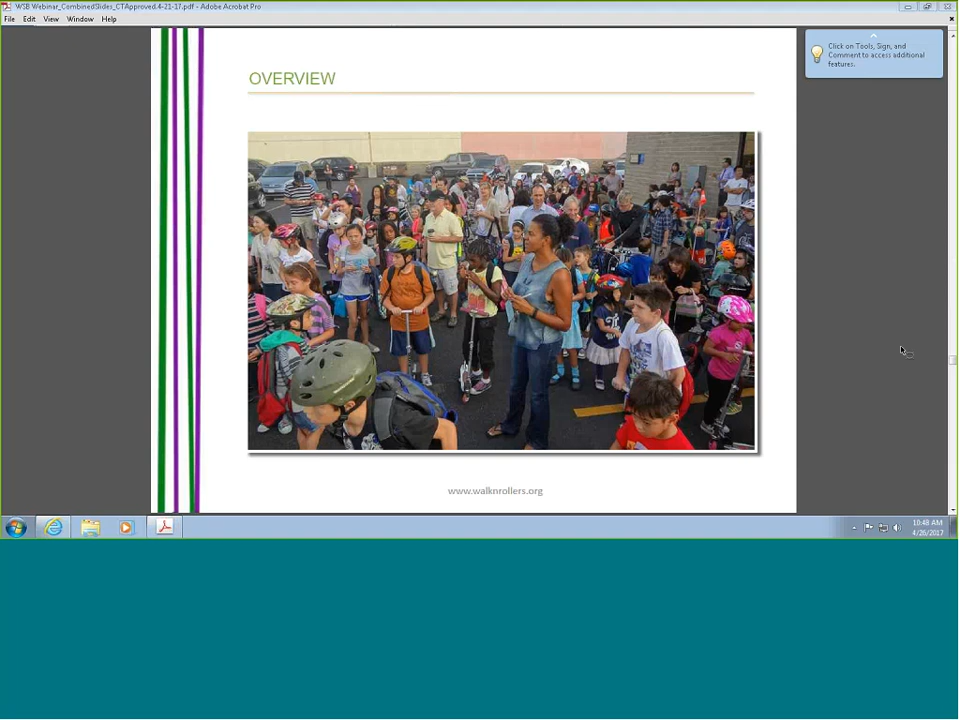 WSB Webinar_CombinedSlides_CTApproved.4-21-17.pdf - Adobe Acrobat Pro
File Edit View Window Help
Click on Tools, Sign, and
Comment to access additional
features.
OVERVIEW
www.walknrollers.org
10:48 AM
4/26/2017